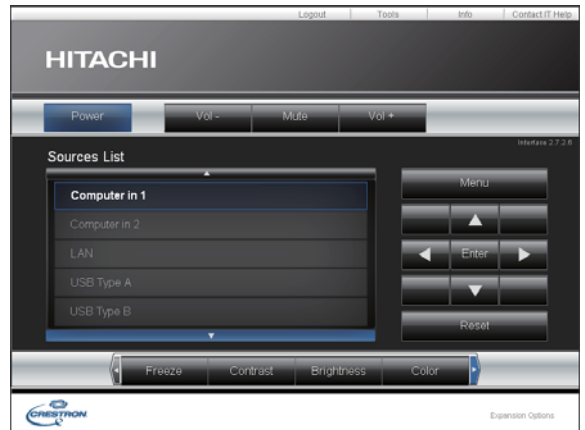 Logout Tools Info Contact IT Help
HITACHI
Power Vol - Mute Vol +
Interface 2.7.2.6
Sources List
Menu
Computer in 1
Computer in 2
LAN
Enter
USB Type A
USB Type B
Reset
Freeze Contrast Brightness Color
CRESTRON
Expansion Options